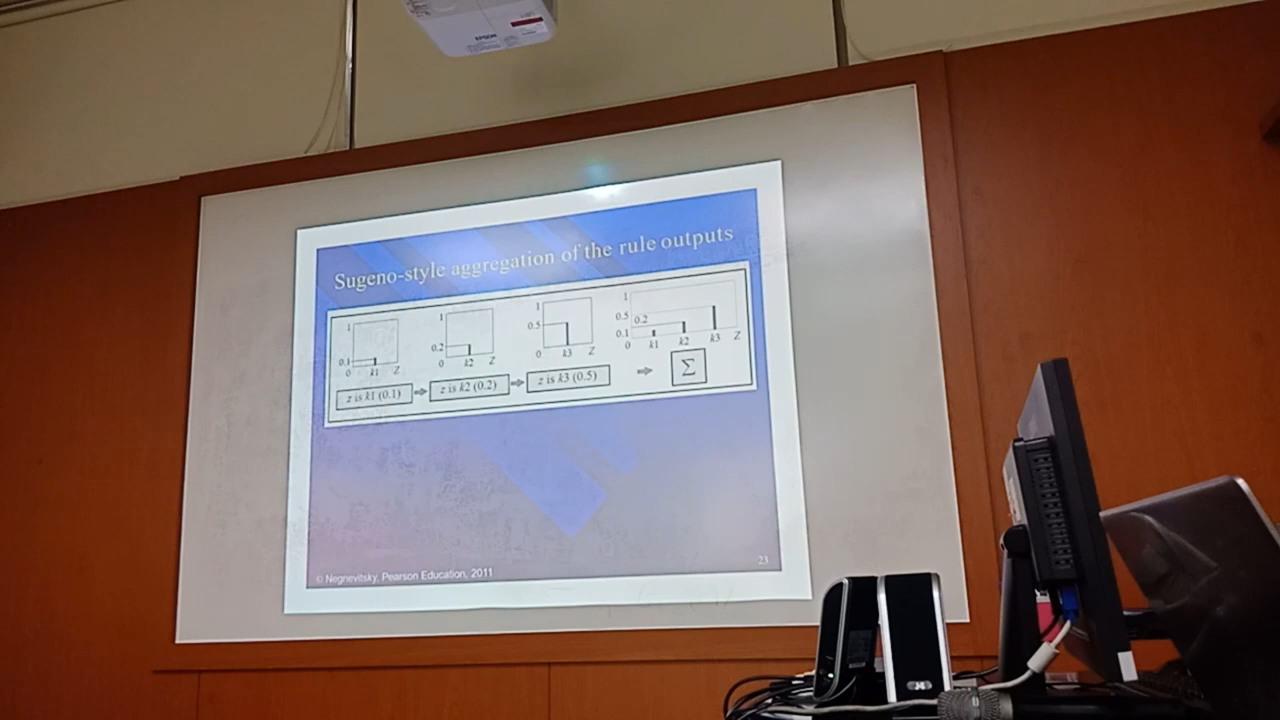 EPSON
Sugeno-style aggregation of the rule outputs
1
0.1
0 k1 Z
1
0.2
0 k2 Z
1
0.5
0 k3 Z
1
0.5 0.2
0.1
0 k1 k2 k3 Z
z is k1 (0.1)
z is k2 (0.2)
z is k3 (0.5)
Σ
© Negnevitsky, Pearson Education, 2011
23